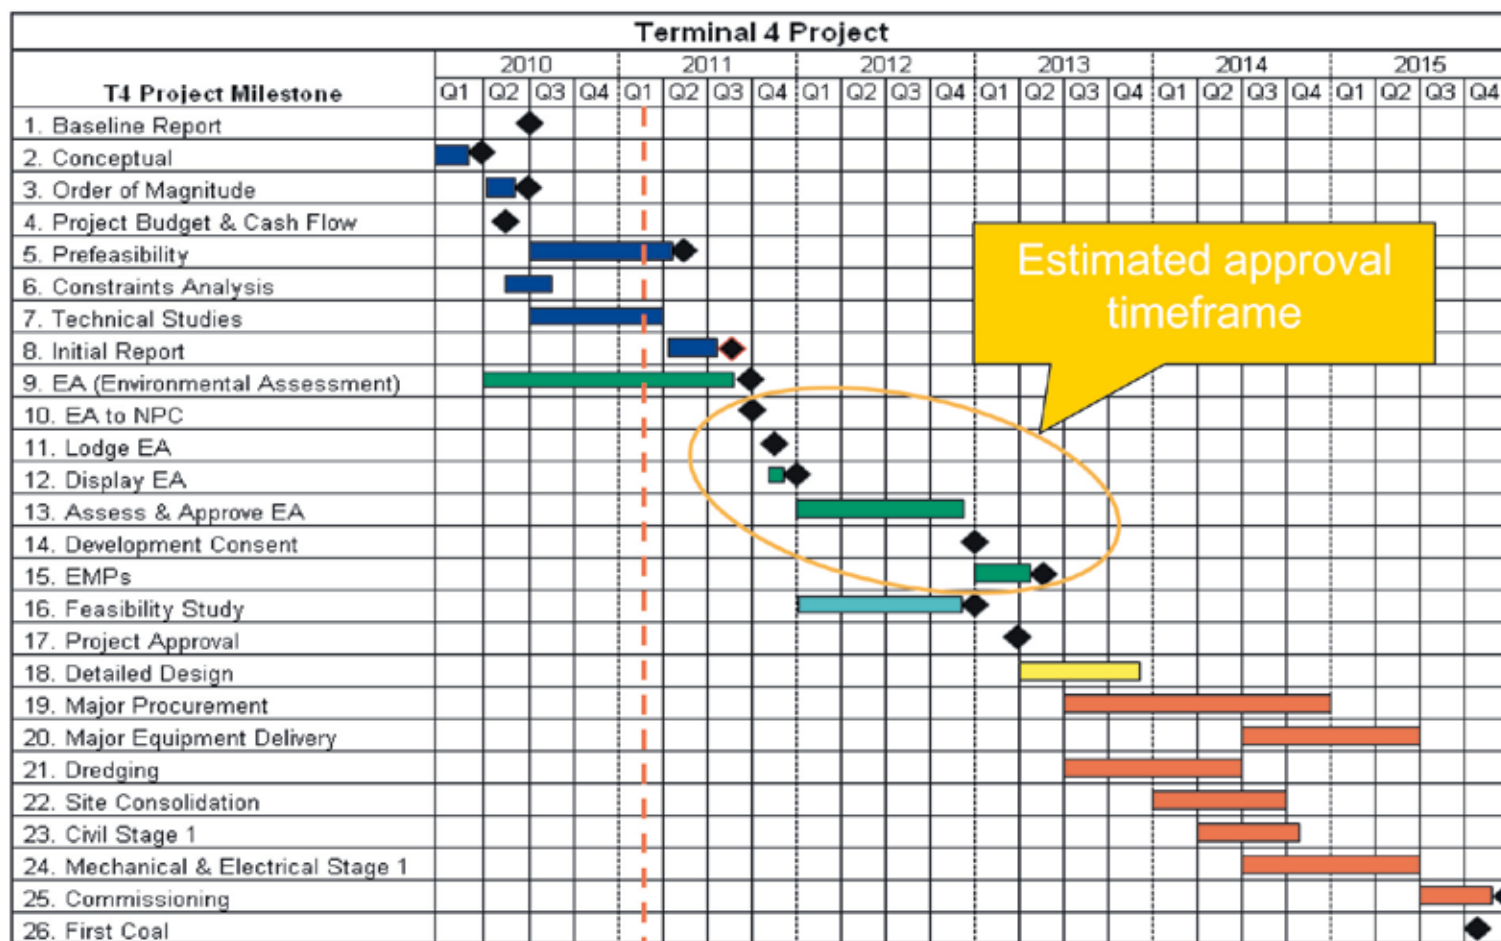 Terminal 4 Project
2010 2011 2012 2013 2014 2015
T4 Project Milestone Q1 Q2 Q3 Q4 Q1 Q2 Q3 Q4 Q1 Q2 Q3 Q4 Q1 Q2 Q3 Q4 Q1 Q2 Q3 Q4 Q1 Q2 Q3 Q4
1. Baseline Report
2. Conceptual
3. Order of Magnitude
4. Project Budget & Cash Flow
5. Prefeasibility
6. Constraints Analysis
7. Technical Studies
8. Initial Report
9. EA (Environmental Assessment)
10. EA to NPC
11. Lodge EA
12. Display EA
13. Assess & Approve EA
14. Development Consent
15. EMPs
16. Feasibility Study
17. Project Approval
18. Detailed Design
19. Major Procurement
20. Major Equipment Delivery
21. Dredging
22. Site Consolidation
23. Civil Stage 1
24. Mechanical & Electrical Stage 1
25. Commissioning
26. First Coal
Estimated approval
timeframe